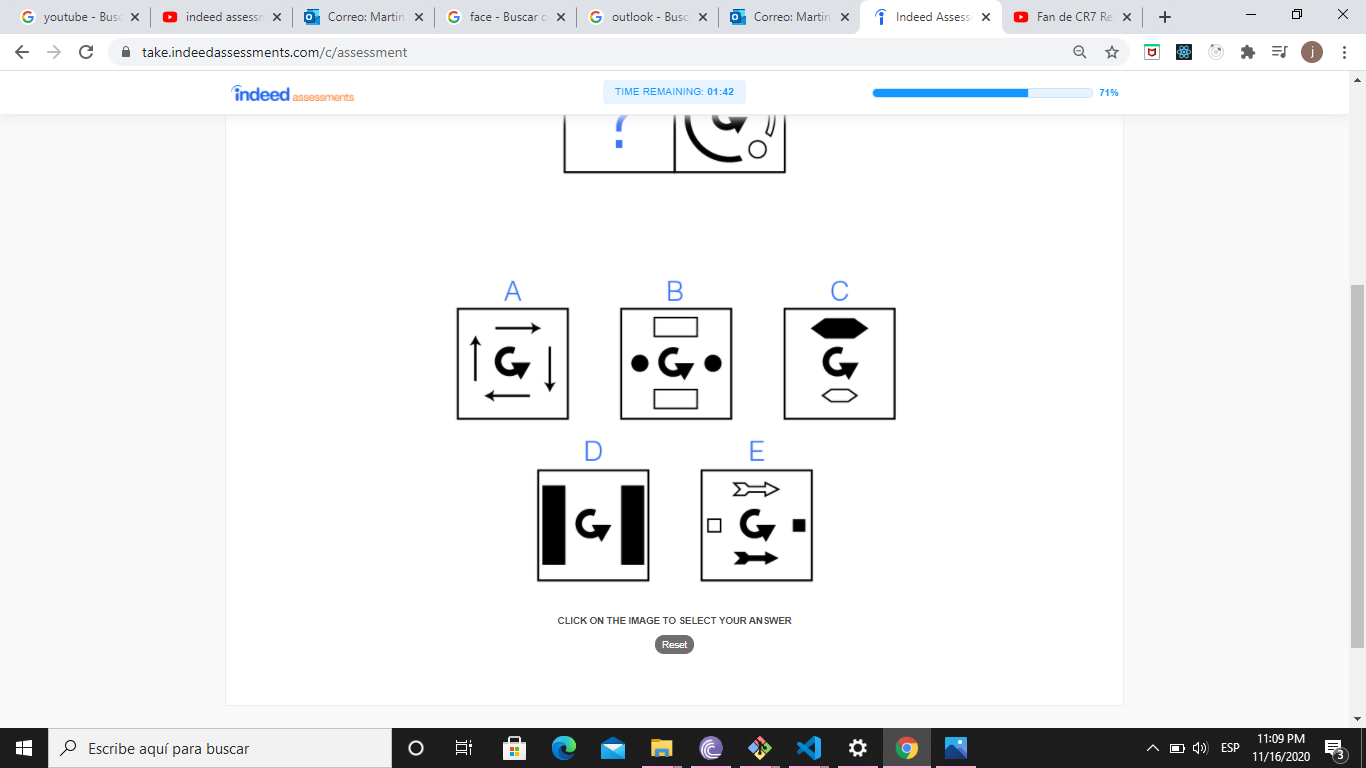 youtube - Busc
indeed assess
Correo: Martin
face - Buscar c
outlook - Busc
Correo: Martin
Indeed Assess
Fan de CR7 Re
take.indeedassessments.com/c/assessment
j
indeed assessments
TIME REMAINING: 01:42
71%
?
A
B
C
D
E
CLICK ON THE IMAGE TO SELECT YOUR ANSWER
Reset
Escribe aquí para buscar
ESP
11:09 PM
11/16/2020
3